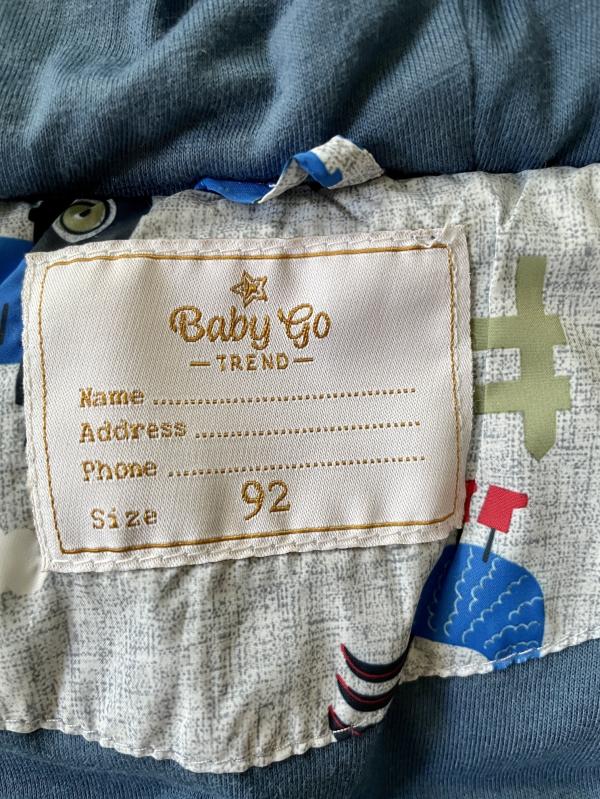 Baby Go
—TREND—
Name ................................
Address ...........................
Phone ................................
Size 92